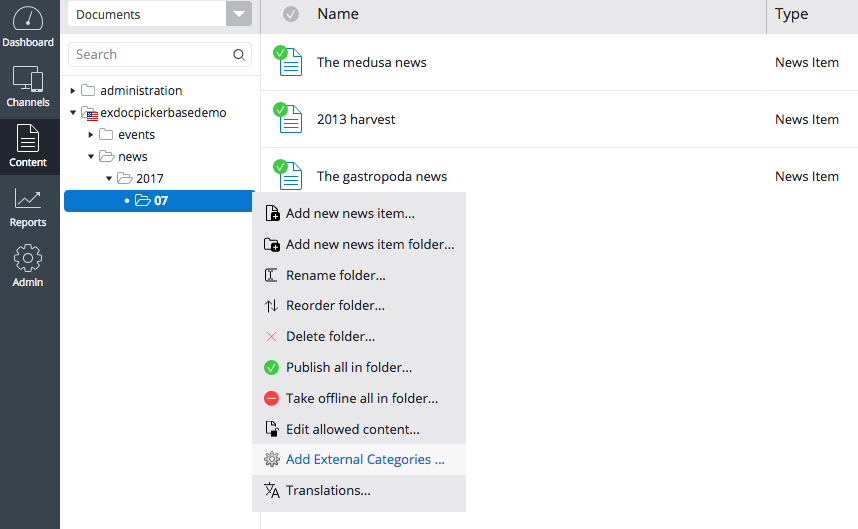 Dashboard
Channels
Content
Reports
Admin
Documents
Search
administration
exdocpickerbasedemo
events
news
2017
07
Name Type
The medusa news News Item
2013 harvest News Item
The gastropoda news News Item
Add new news item...
Add new news item folder...
Rename folder...
Reorder folder...
Delete folder...
Publish all in folder...
Take offline all in folder...
Edit allowed content...
Add External Categories ...
Translations...